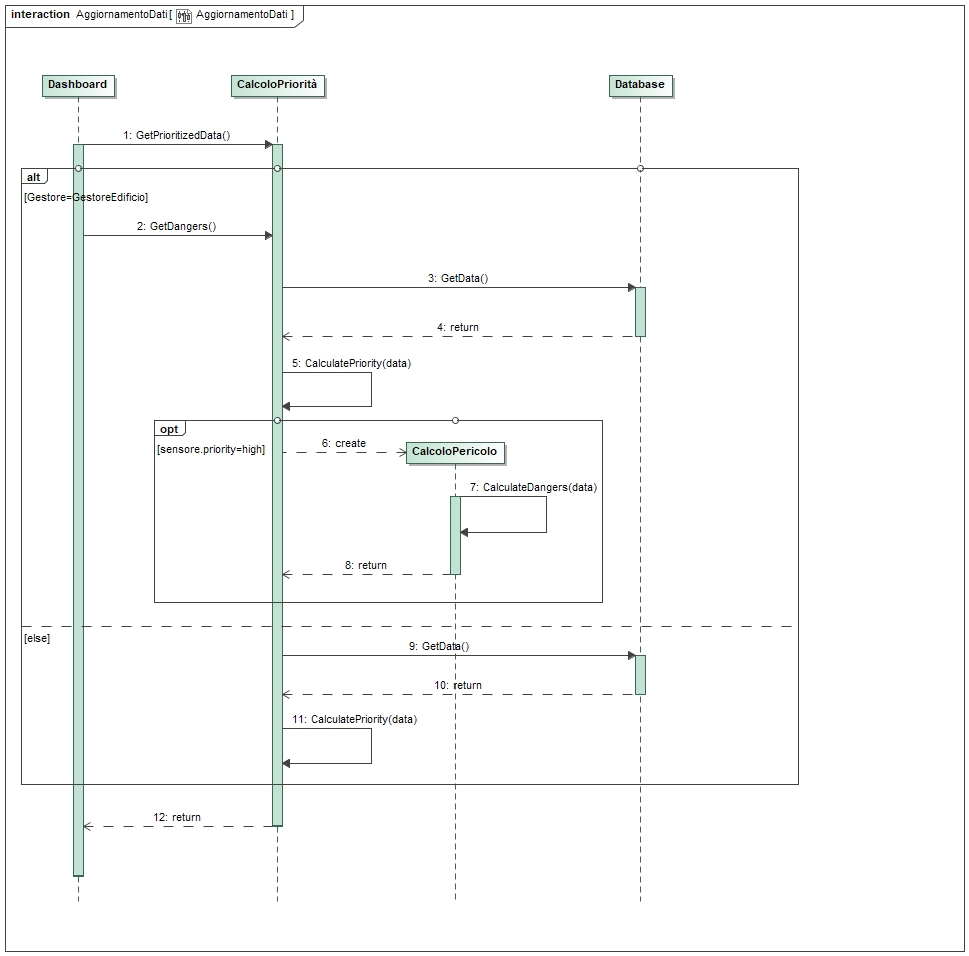 interaction AggiornamentoDati[ AggiornamentoDati ]
Dashboard
CalcoloPriorità
Database
1: GetPrioritizedData()
alt
[Gestore=GestoreEdificio]
2: GetDangers()
3: GetData()
4: return
5: CalculatePriority(data)
opt
[sensore.priority=high]
6: create
CalcoloPericolo
7: CalculateDangers(data)
8: return
[else]
9: GetData()
10: return
11: CalculatePriority(data)
12: return